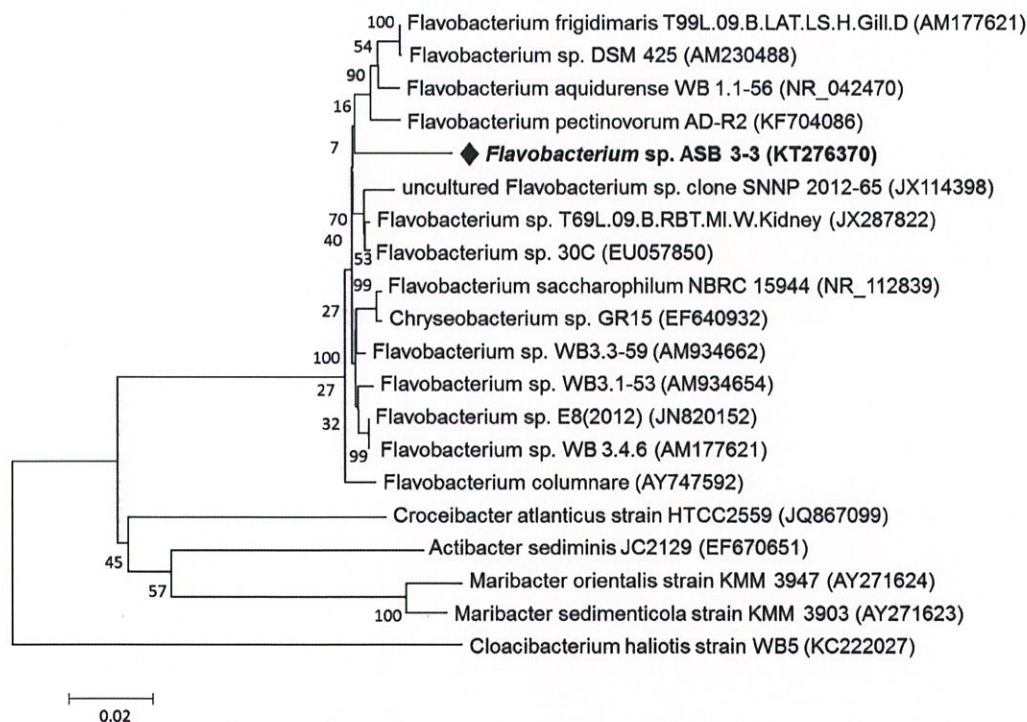 100
Flavobacterium frigidimaris T99L.09.B.LAT.LS.H.Gill.D (AM177621)
54
Flavobacterium sp. DSM 425 (AM230488)
90
Flavobacterium aquidurense WB 1.1-56 (NR_042470)
16
Flavobacterium pectinovorum AD-R2 (KF704086)
7
Flavobacterium sp. ASB 3-3 (KT276370)
uncultured Flavobacterium sp. clone SNNP 2012-65 (JX114398)
70
Flavobacterium sp. T69L.09.B.RBT.MI.W.Kidney (JX287822)
40
53
Flavobacterium sp. 30C (EU057850)
99
Flavobacterium saccharophilum NBRC 15944 (NR_112839)
27
Chryseobacterium sp. GR15 (EF640932)
100
Flavobacterium sp. WB3.3-59 (AM934662)
27
Flavobacterium sp. WB3.1-53 (AM934654)
32
Flavobacterium sp. E8(2012) (JN820152)
99
Flavobacterium sp. WB 3.4.6 (AM177621)
Flavobacterium columnare (AY747592)
Croceibacter atlanticus strain HTCC2559 (JQ867099)
45
Actibacter sediminis JC2129 (EF670651)
57
Maribacter orientalis strain KMM 3947 (AY271624)
100
Maribacter sedimenticola strain KMM 3903 (AY271623)
Cloacibacterium haliotis strain WB5 (KC222027)
0.02